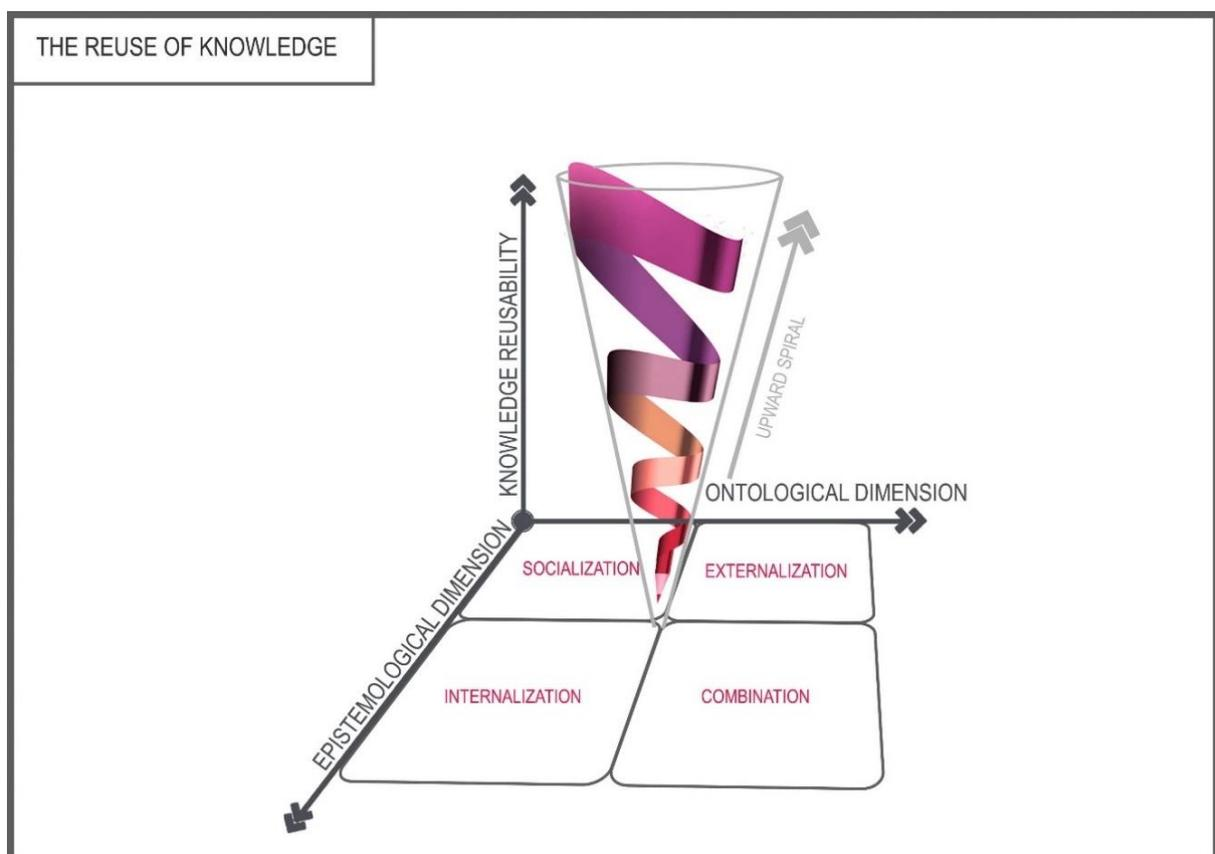 THE REUSE OF KNOWLEDGE
KNOWLEDGE REUSABILITY
UPWARD SPIRAL
ONTOLOGICAL DIMENSION
EPISTEMOLOGICAL DIMENSION
SOCIALIZATION
EXTERNALIZATION
INTERNALIZATION
COMBINATION